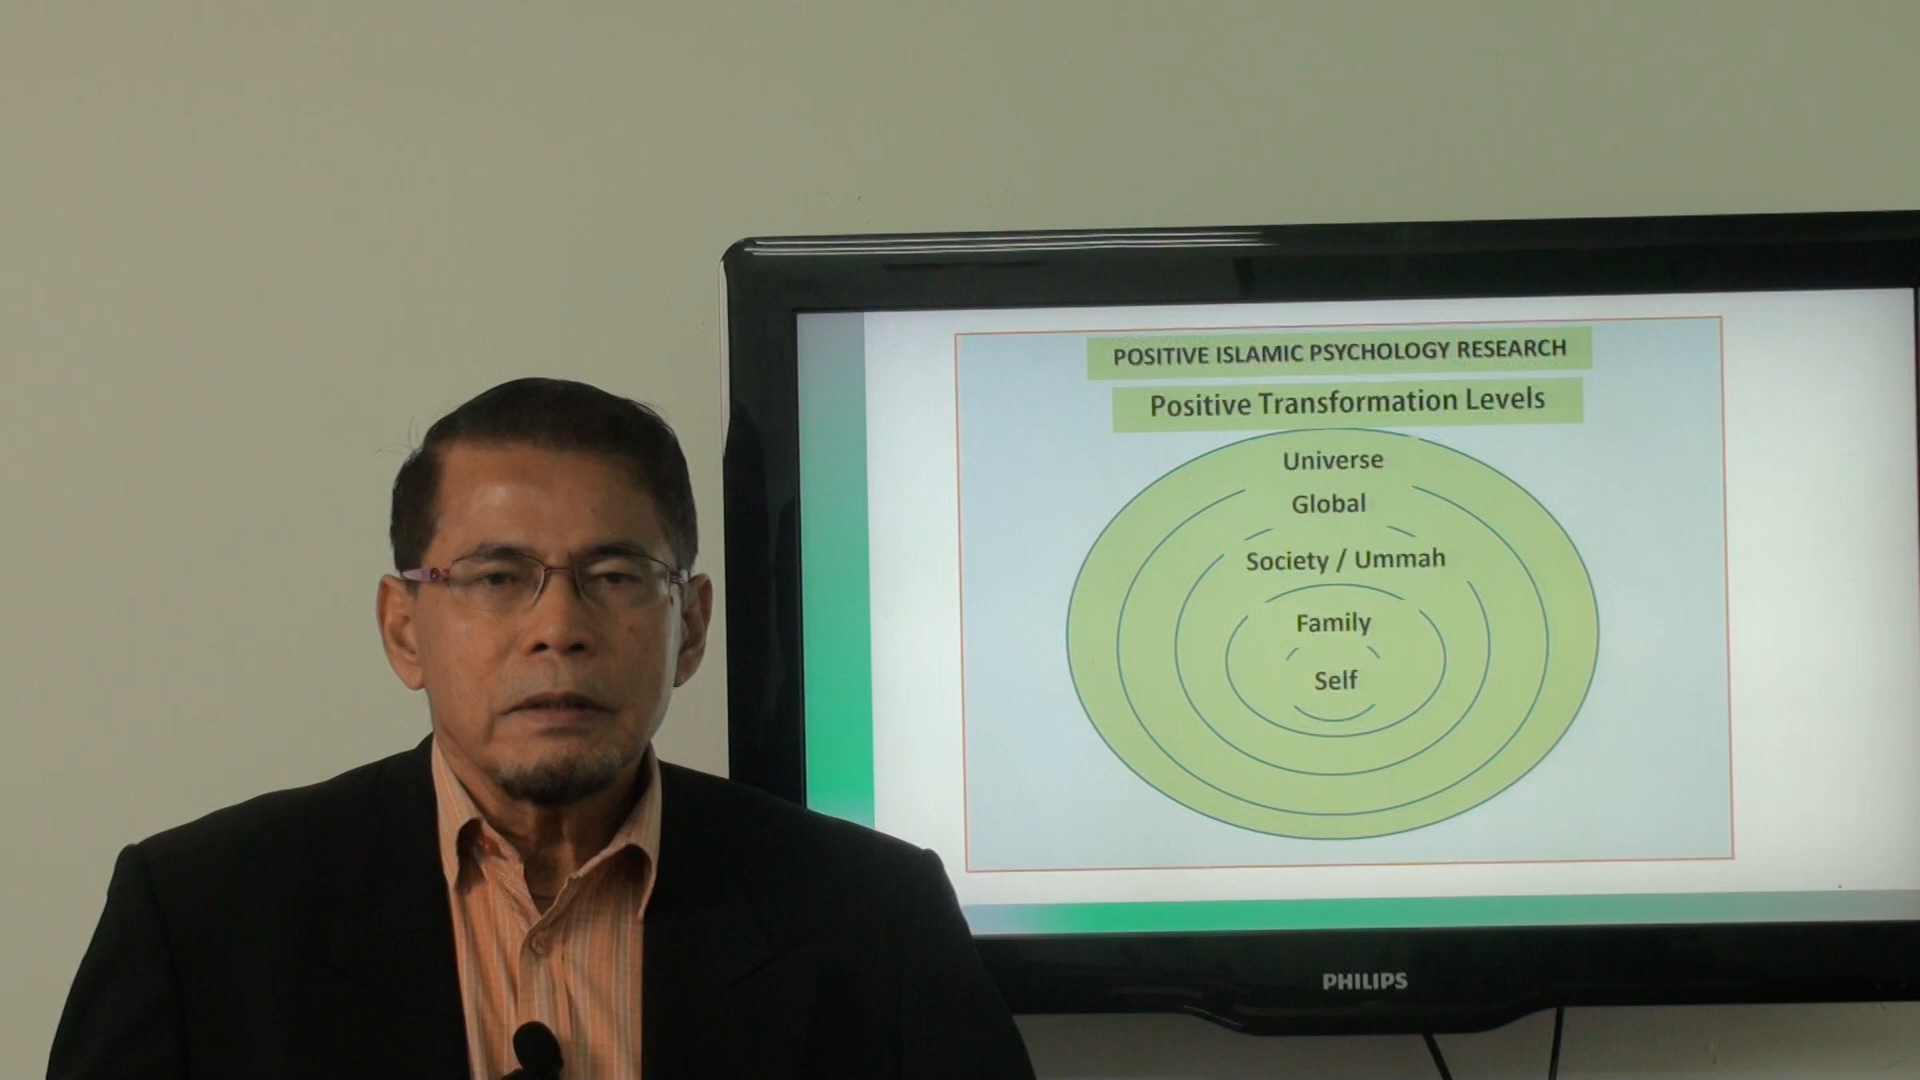 POSITIVE ISLAMIC PSYCHOLOGY RESEARCH
Positive Transformation Levels
Universe
Global
Society / Ummah
Family
Self
PHILIPS